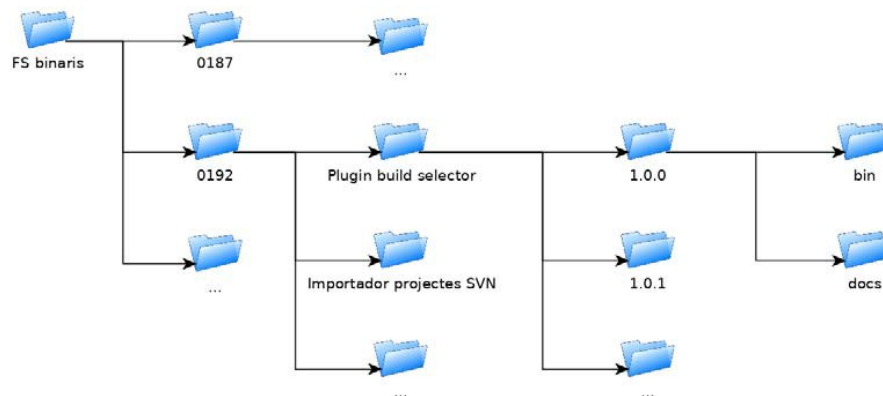 FS binaris
0187
...
0192
Plugin build selector
1.0.0
bin
...
Importador projectes SVN
1.0.1
docs
...
...